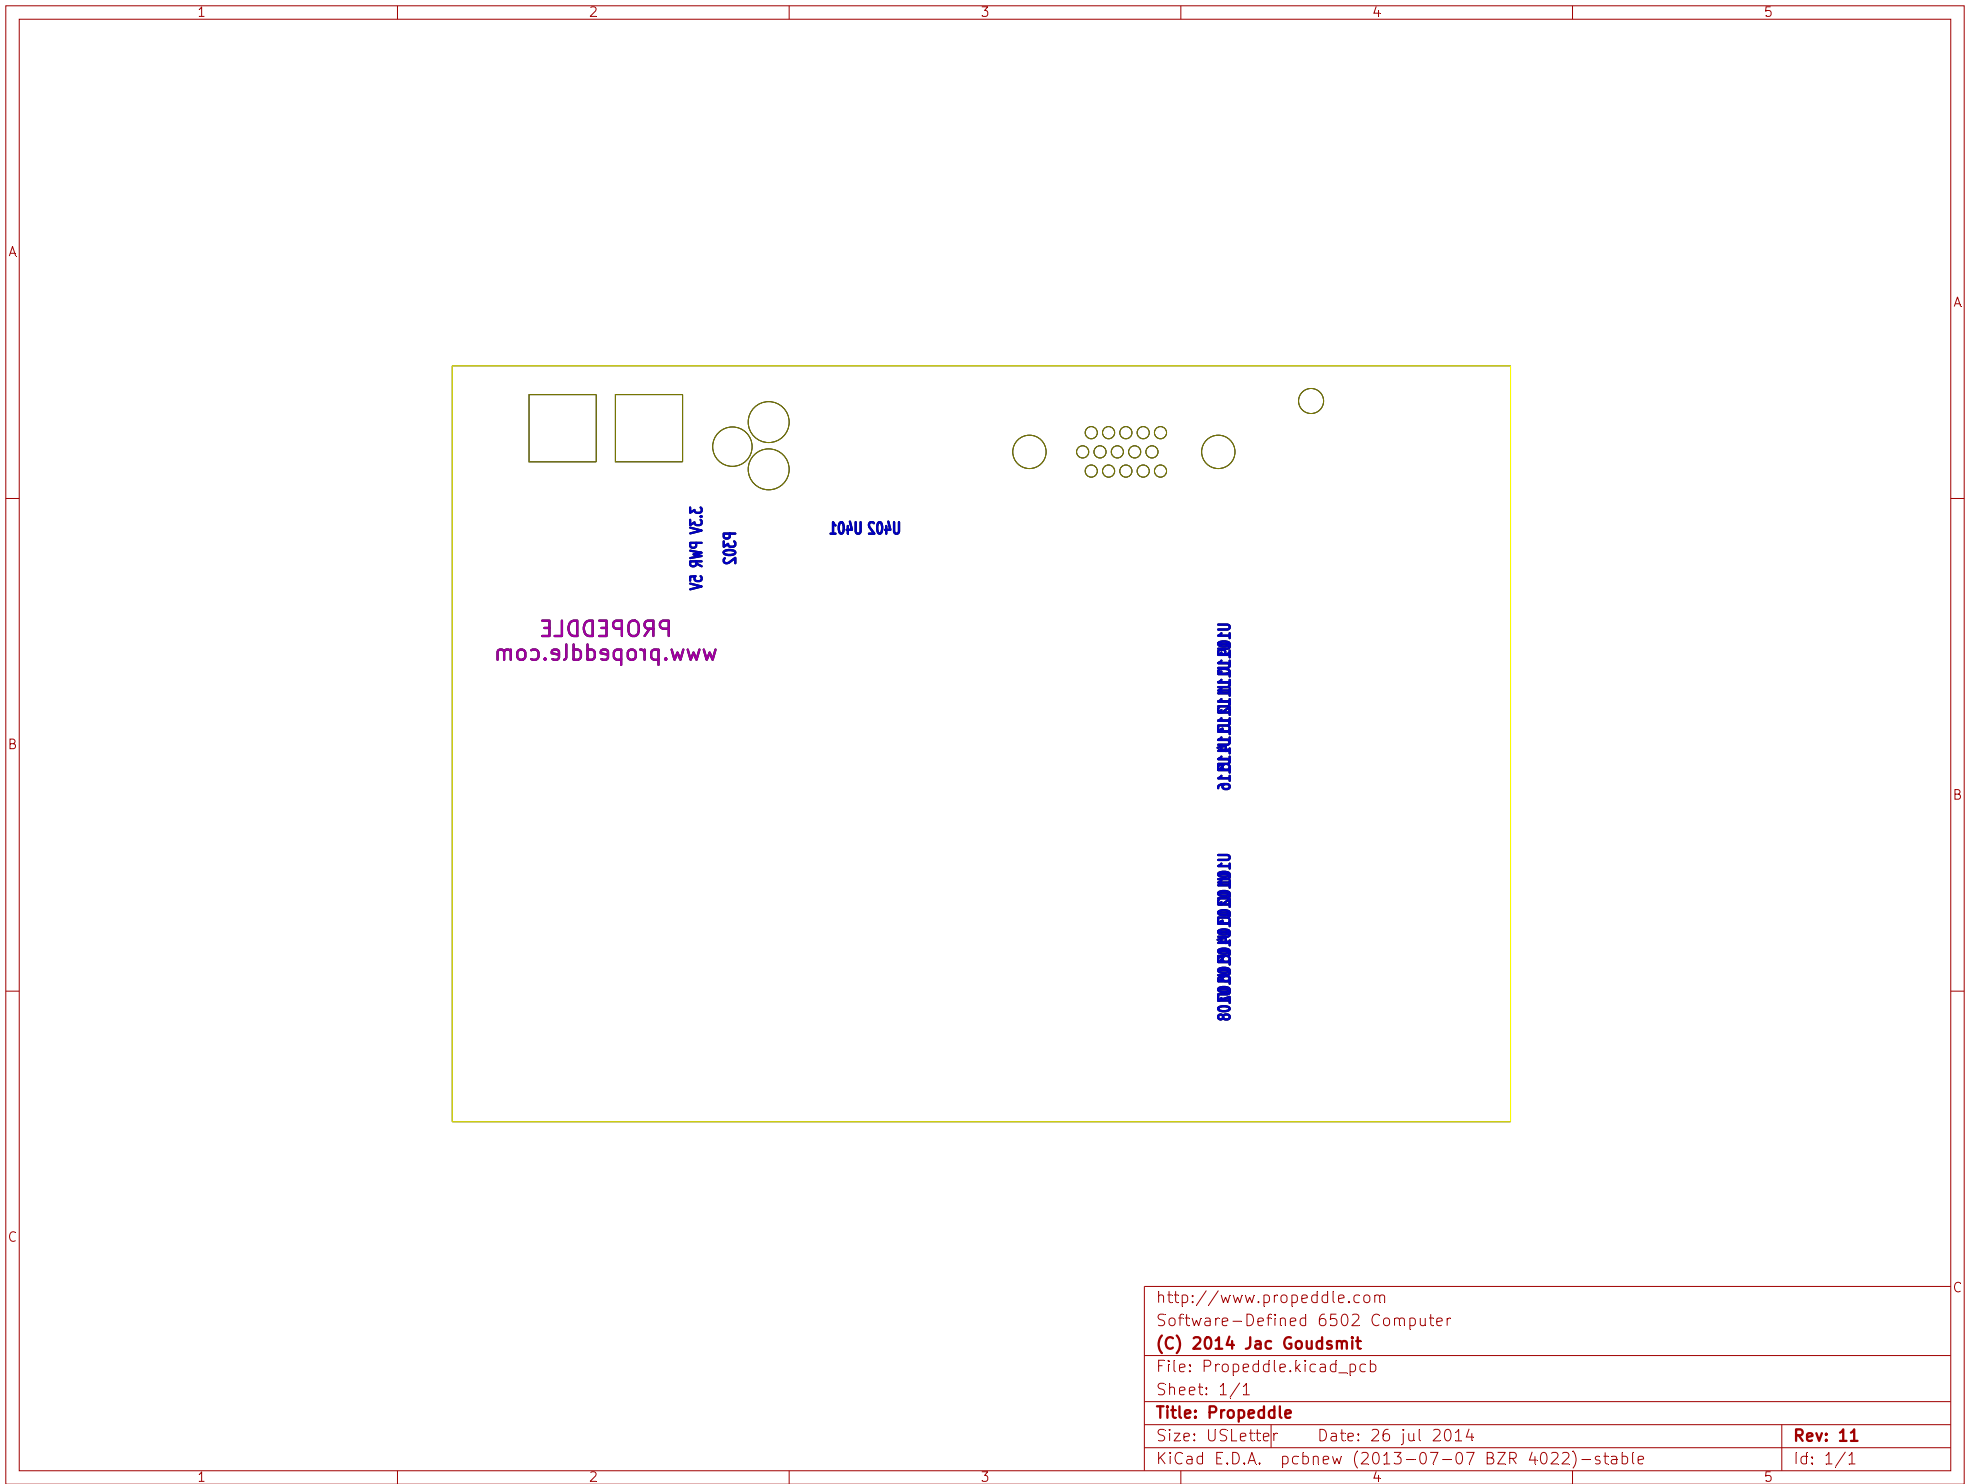 1 2 3 4 5
A
A
3.3V PWR 5V
P302
U402 U401
PROPEDDLE
www.propeddle.com
B
B
C
C
http://www.propeddle.com
Software-Defined 6502 Computer
(C) 2014 Jac Goudsmit
File: Propeddle.kicad_pcb
Sheet: 1/1
Title: Propeddle
Size: USLetter Date: 26 jul 2014 Rev: 11
KiCad E.D.A. pcbnew (2013-07-07 BZR 4022)-stable Id: 1/1
1 2 3 4 5